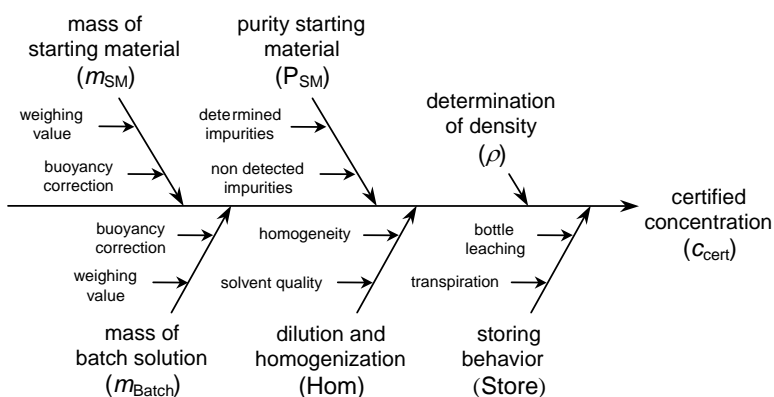 mass of
starting material
(mSM)
purity starting
material
(PSM)
determination
of density
(ρ)
weighing
value
buoyancy
correction
determined
impurities
non detected
impurities
certified
concentration
(ccert)
buoyancy
correction
weighing
value
homogeneity
solvent quality
bottle
leaching
transpiration
mass of
batch solution
(mBatch)
dilution and
homogenization
(Hom)
storing
behavior
(Store)